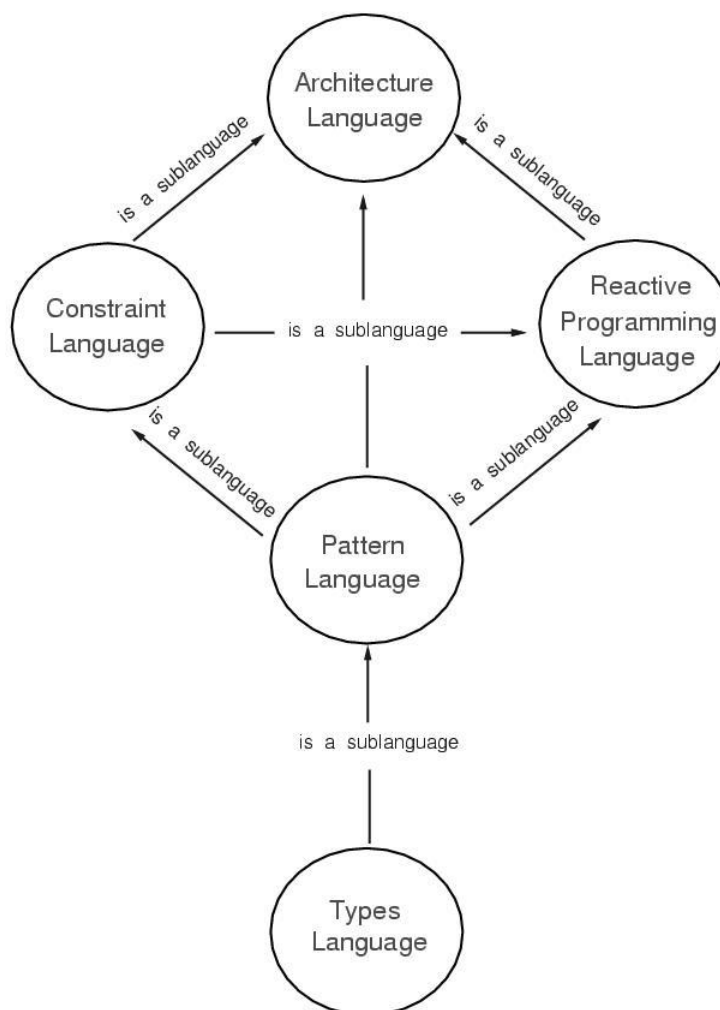 Architecture
Language
is a sublanguage
is a sublanguage
Constraint
Language
is a sublanguage
Reactive
Programming
Language
is a sublanguage
is a sublanguage
Pattern
Language
is a sublanguage
Types
Language